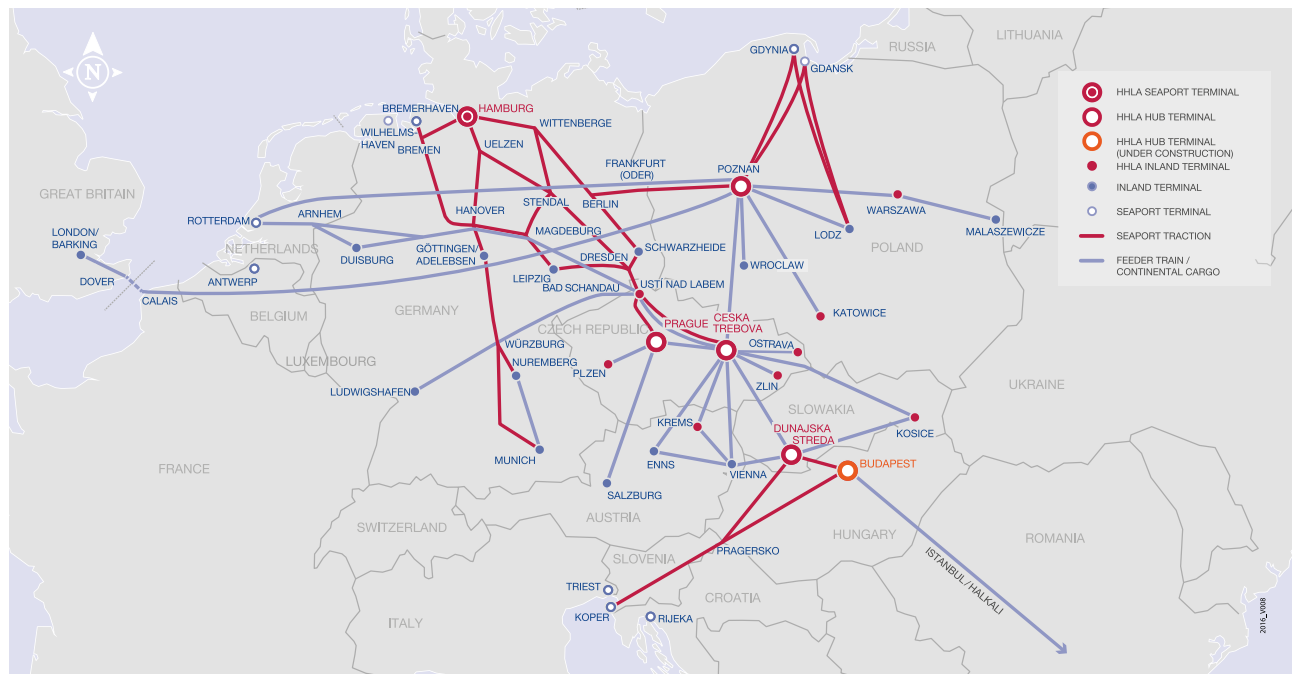 N
GREAT BRITAIN
LONDON/
BARKING
DOVER
CALAIS
ROTTERDAM
ARNHEM
NETHERLANDS
ANTWERP
DUISBURG
BELGIUM
LUXEMBOURG
LUDWIGSHAFEN
FRANCE
BREMERHAVEN
HAMBURG
WILHELMS-
HAVEN
BREMEN
UELZEN
WITTENBERGE
HANOVER
STENDAL
BERLIN
FRANKFURT
(ODER)
MAGDEBURG
GÖTTINGEN/
ADELEBSEN
LEIPZIG
DRESDEN
SCHWARZHEIDE
BAD SCHANDAU
USTÍ NAD LABEM
GERMANY
WÜRZBURG
NUREMBERG
MUNICH
CZECH REPUBLIC
PRAGUE
CESKA
TREBOVA
PLZEN
OSTRAVA
ZLIN
GDYNIA
GDANSK
RUSSIA
LITHUANIA
POZNAN
WARSZAWA
MALASZEWICZE
LODZ
POLAND
WROCLAW
KATOWICE
UKRAINE
SLOWAKIA
KREMS
DUNAJSKA
STREDA
KOSICE
ENNS
VIENNA
BUDAPEST
SALZBURG
AUSTRIA
SWITZERLAND
HUNGARY
ROMANIA
PRAGERSKO
SLOVENIA
TRIEST
KOPER
CROATIA
RIJEKA
ITALY
ISTANBUL/HALKALI
HHLA SEAPORT TERMINAL
HHLA HUB TERMINAL
HHLA HUB TERMINAL
(UNDER CONSTRUCTION)
HHLA INLAND TERMINAL
INLAND TERMINAL
SEAPORT TERMINAL
SEAPORT TRACTION
FEEDER TRAIN /
CONTINENTAL CARGO
2016_V008